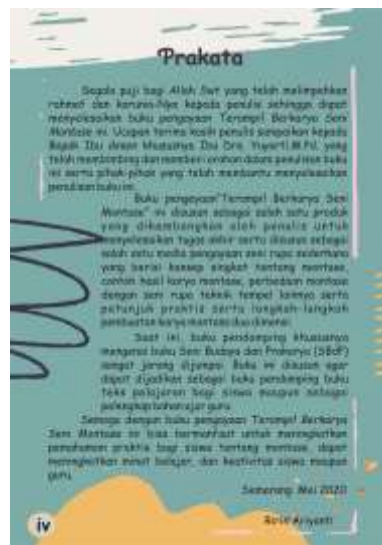 Prakata
Segala puji bagi Allah Swt yang telah melimpahkan
rahmat dan karunia-Nya kepada penulis sehingga dapat
menyelesaikan buku pengayaan Terampil Berkarya Seni
Montase ini. Ucapan terima kasih penulis sampaikan kepada
Bapak Ibu dosen khususnya Ibu Dra. Yuyarti,M.Pd. yang
telah membimbing dan memberi arahan dalam penulisan buku
ini serta pihak-pihak yang telah membantu menyelesaikan
penulisan buku ini.
Buku pengayaan"Terampil Berkarya Seni
Montase" ini disusun sebagai salah satu produk
yang dikembangkan oleh penulis untuk
menyelesaikan tugas akhir serta disusun sebagai
salah satu media pengayaan seni rupa sederhana
yang berisi konsep singkat tentang montase,
contoh hasil karya montase, perbedaan montase
dengan seni rupa teknik tempel lainnya serta
petunjuk praktis serta langkah-langkah
pembuatan karya montase dua dimensi.
Saat ini, buku pendamping khususnya
mengenai buku Seni Budaya dan Prakarya (SBdP)
sangat jarang dijumpai. Buku ini disusun agar
dapat dijadikan sebagai buku pendamping buku
teks pelajaran bagi siswa maupun sebagai
pelengkap bahan ajar guru.
Semoga dengan buku pengayaan Terampil Berkarya
Seni Montase ini bisa bermanfaat untuk meningkatkan
pemahaman praktis bagi siswa tentang montase, dapat
meningkatkan minat belajar, dan kreativitas siswa maupun
guru.
Semarang, Mei 2020
Ariyanti
iv